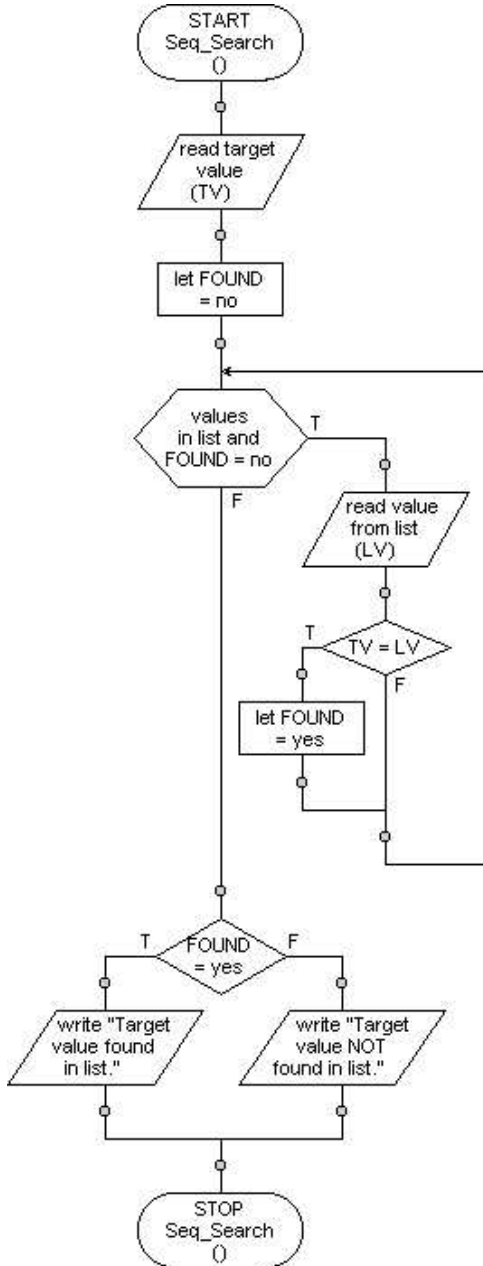 START
Seq_Search
()
read target
value
(TV)
let FOUND
= no
values
in list and
FOUND = no
T
F
read value
from list
(LV)
T
TV = LV
F
let FOUND
= yes
T
FOUND
= yes
F
write "Target
value found
in list."
write "Target
value NOT
found in list."
STOP
Seq_Search
()